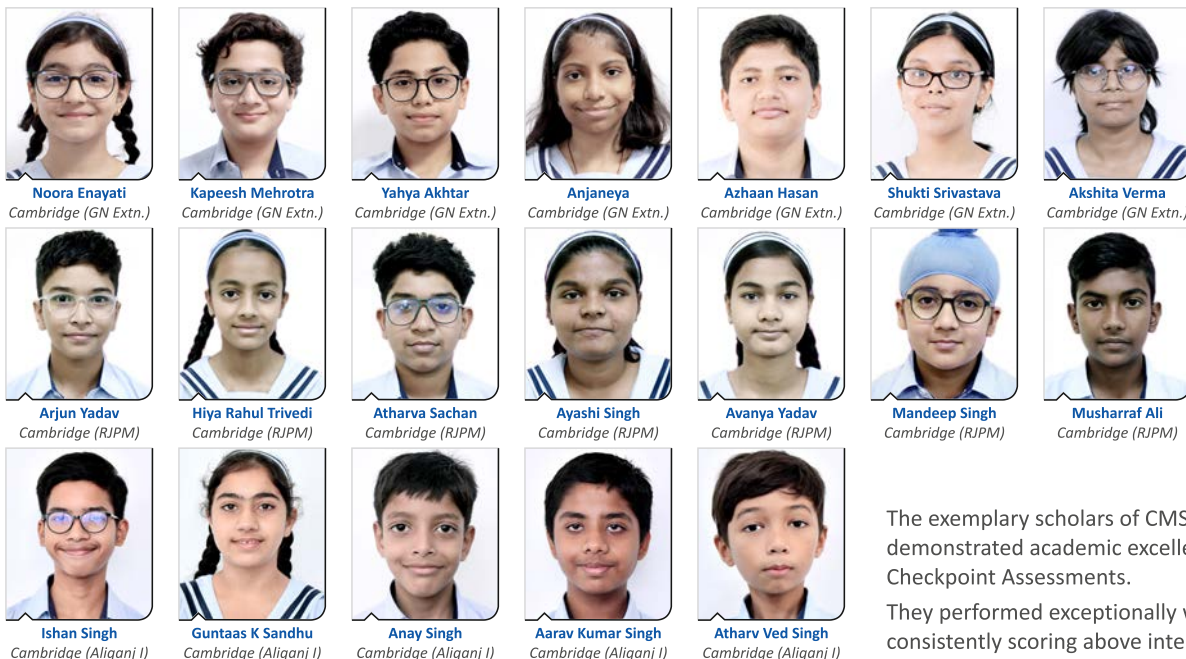 Noora Enayati
Cambridge (GN Extn.)
Kapeesh Mehrotra
Cambridge (GN Extn.)
Yahya Akhtar
Cambridge (GN Extn.)
Anjaneya
Cambridge (GN Extn.)
Azhaan Hasan
Cambridge (GN Extn.)
Shukti Srivastava
Cambridge (GN Extn.)
Akshita Verma
Cambridge (GN Extn.)
Arjun Yadav
Cambridge (RJPM)
Hiya Rahul Trivedi
Cambridge (RJPM)
Atharva Sachan
Cambridge (RJPM)
Ayashi Singh
Cambridge (RJPM)
Avanya Yadav
Cambridge (RJPM)
Mandeep Singh
Cambridge (RJPM)
Musharraf Ali
Cambridge (RJPM)
Ishan Singh
Cambridge (Aliganj I)
Guntaas K Sandhu
Cambridge (Aliganj I)
Anay Singh
Cambridge (Aliganj I)
Aarav Kumar Singh
Cambridge (Aliganj I)
Atharv Ved Singh
Cambridge (Aliganj I)
The exemplary scholars of CMS
demonstrated academic excelle
Checkpoint Assessments.
They performed exceptionally
consistently scoring above inte